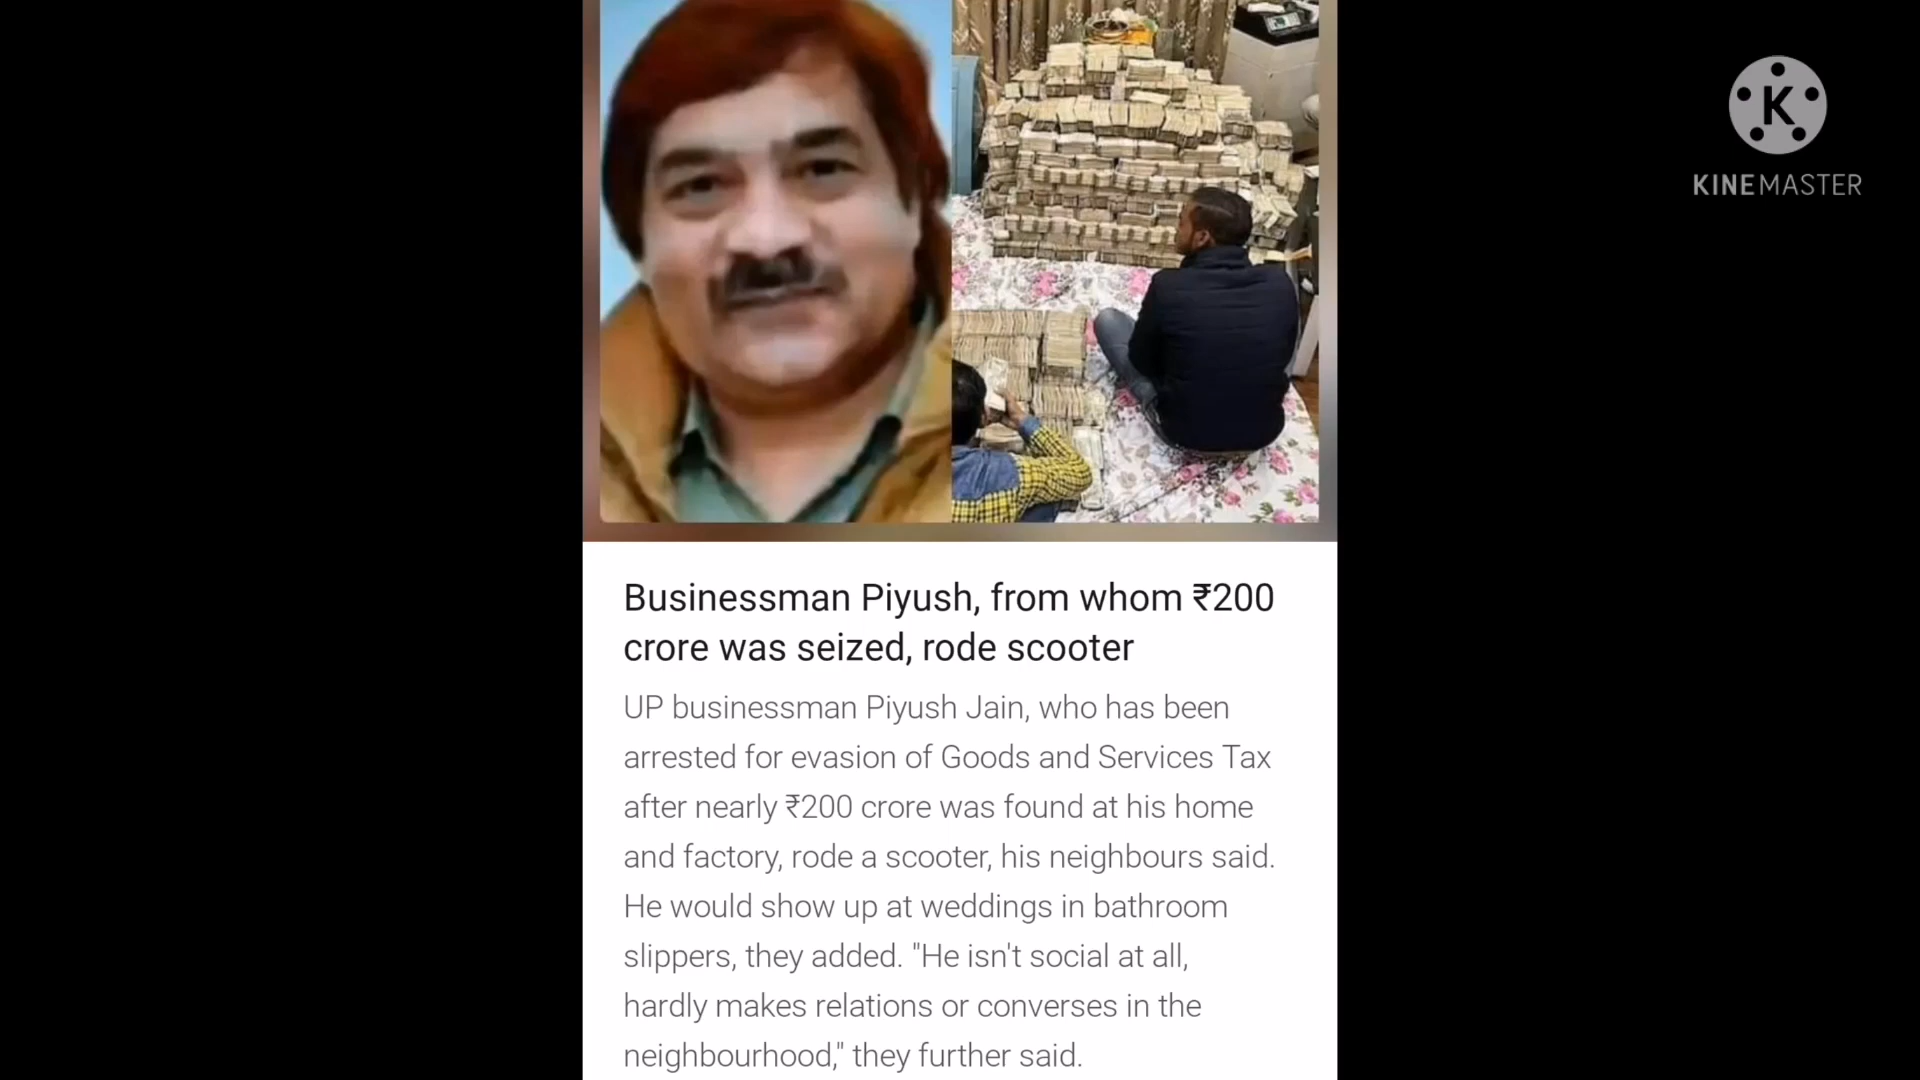 K
KINEMASTER
Businessman Piyush, from whom ₹200
crore was seized, rode scooter
UP businessman Piyush Jain, who has been
arrested for evasion of Goods and Services Tax
after nearly ₹200 crore was found at his home
and factory, rode a scooter, his neighbours said.
He would show up at weddings in bathroom
slippers, they added. "He isn't social at all,
hardly makes relations or converses in the
neighbourhood," they further said.